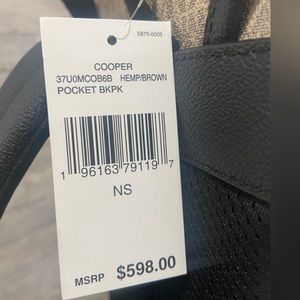 S870-0003
COOPER
37U0MCOB6B HEMP/BROWN
POCKET BKPK
1 96163 79119 7
NS
MSRP $598.00